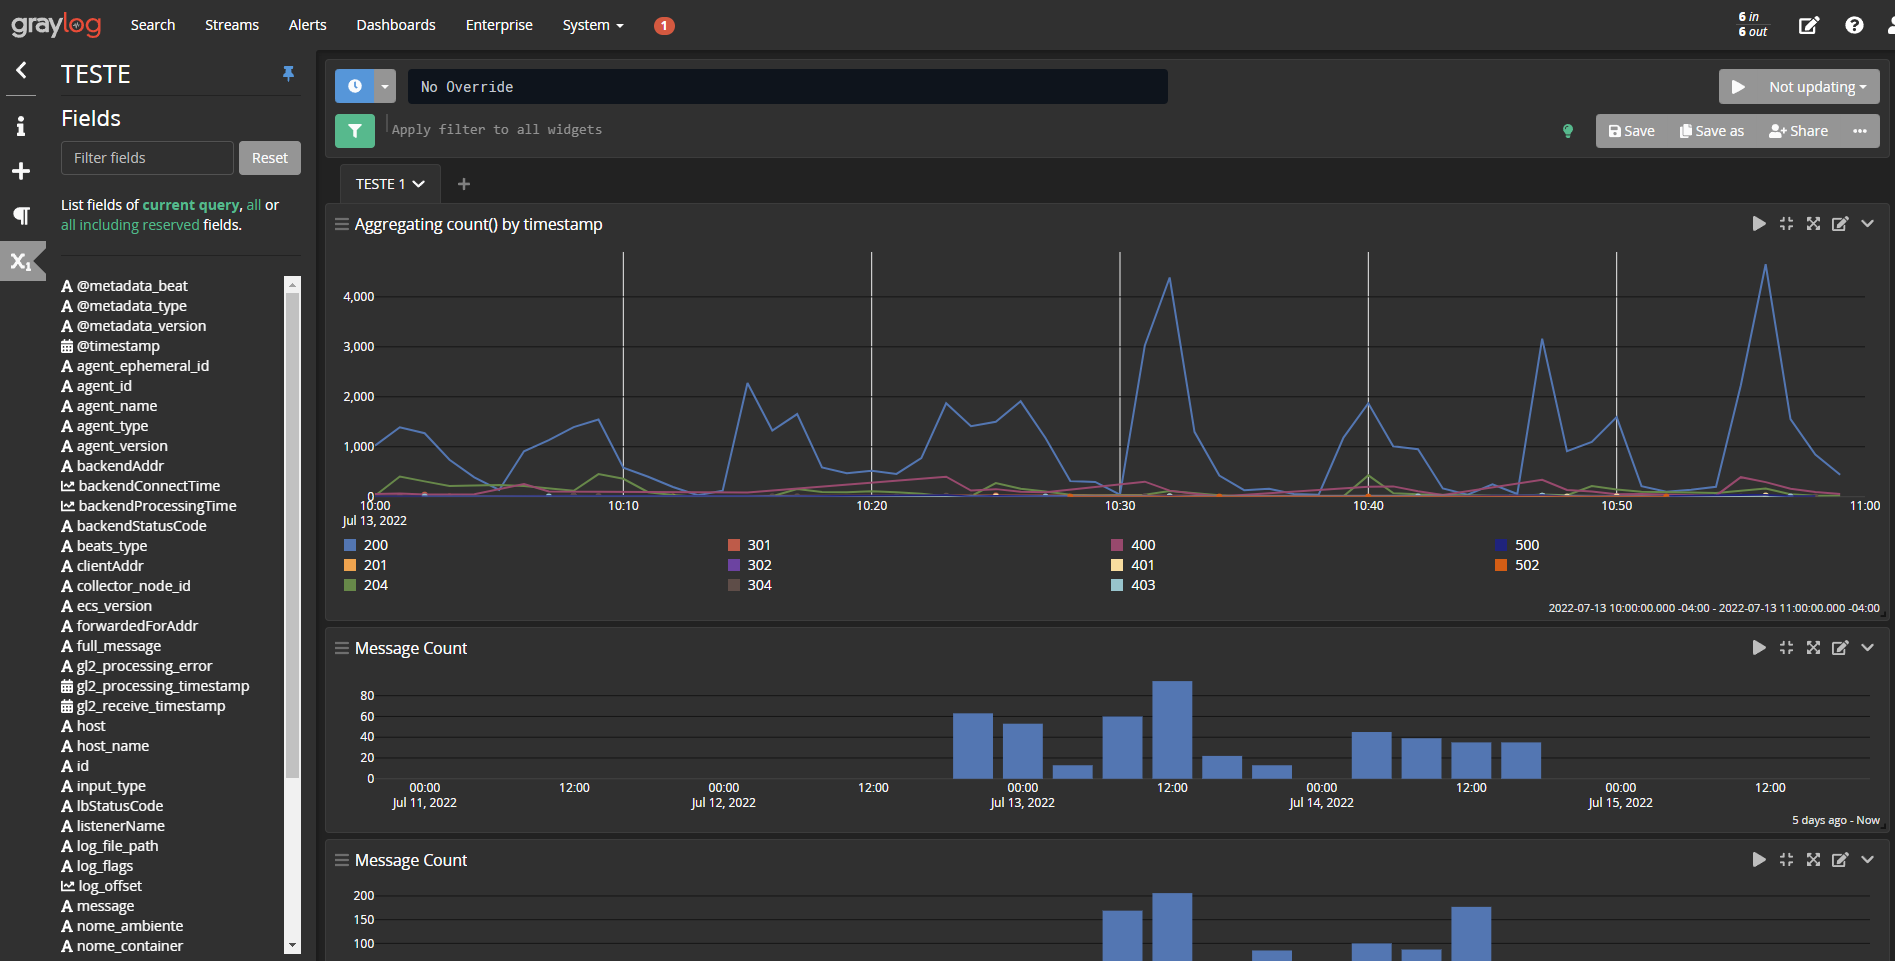 graylog
Search
Streams
Alerts
Dashboards
Enterprise
System
1
6 in
6 out
TESTE
Fields
Filter fields
Reset
List fields of current query, all or
all including reserved fields.
@metadata_beat
@metadata_type
@metadata_version
@timestamp
agent_ephemeral_id
agent_id
agent_name
agent_type
agent_version
backendAddr
backendConnectTime
backendProcessingTime
backendStatusCode
beats_type
clientAddr
collector_node_id
ecs_version
forwardedForAddr
full_message
gl2_processing_error
gl2_processing_timestamp
gl2_receive_timestamp
host
host_name
id
input_type
lbStatusCode
listenerName
log_file_path
log_flags
log_offset
message
nome_ambiente
nome_container
No Override
Not updating
Apply filter to all widgets
Save
Save as
Share
TESTE 1
Aggregating count() by timestamp
4,000
3,000
2,000
1,000
0
10:00
10:10
10:20
10:30
10:40
10:50
11:00
Jul 13, 2022
200
301
400
500
201
302
401
502
204
304
403
2022-07-13 10:00:00.000 -04:00 - 2022-07-13 11:00:00.000 -04:00
Message Count
80
60
40
20
0
00:00
12:00
00:00
12:00
00:00
12:00
00:00
12:00
00:00
12:00
Jul 11, 2022
Jul 12, 2022
Jul 13, 2022
Jul 14, 2022
Jul 15, 2022
5 days ago - Now
Message Count
200
150
100